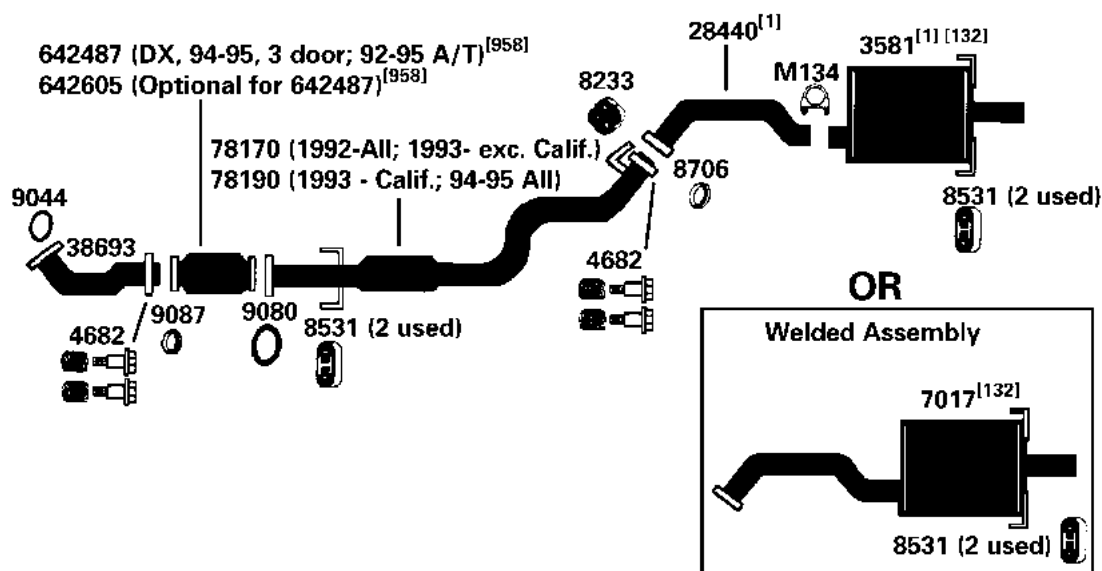 642487 (DX, 94-95, 3 door; 92-95 A/T)[958]
642605 (Optional for 642487)[958]
28440[1]
3581[1] [132]
M134
8233
78170 (1992-All; 1993- exc. Calif.)
78190 (1993 - Calif.; 94-95 All)
8706
8531 (2 used)
9044
38693
4682
9087
9080
8531 (2 used)
4682
OR
Welded Assembly
7017[132]
8531 (2 used)